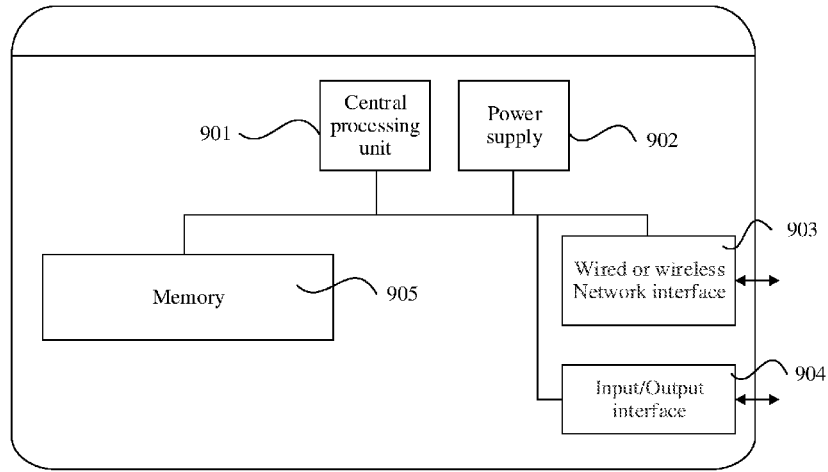 901
Central
processing
unit
Power
supply
902
903
Wired or wireless
Network interface
Memory
905
904
Input/Output
interface